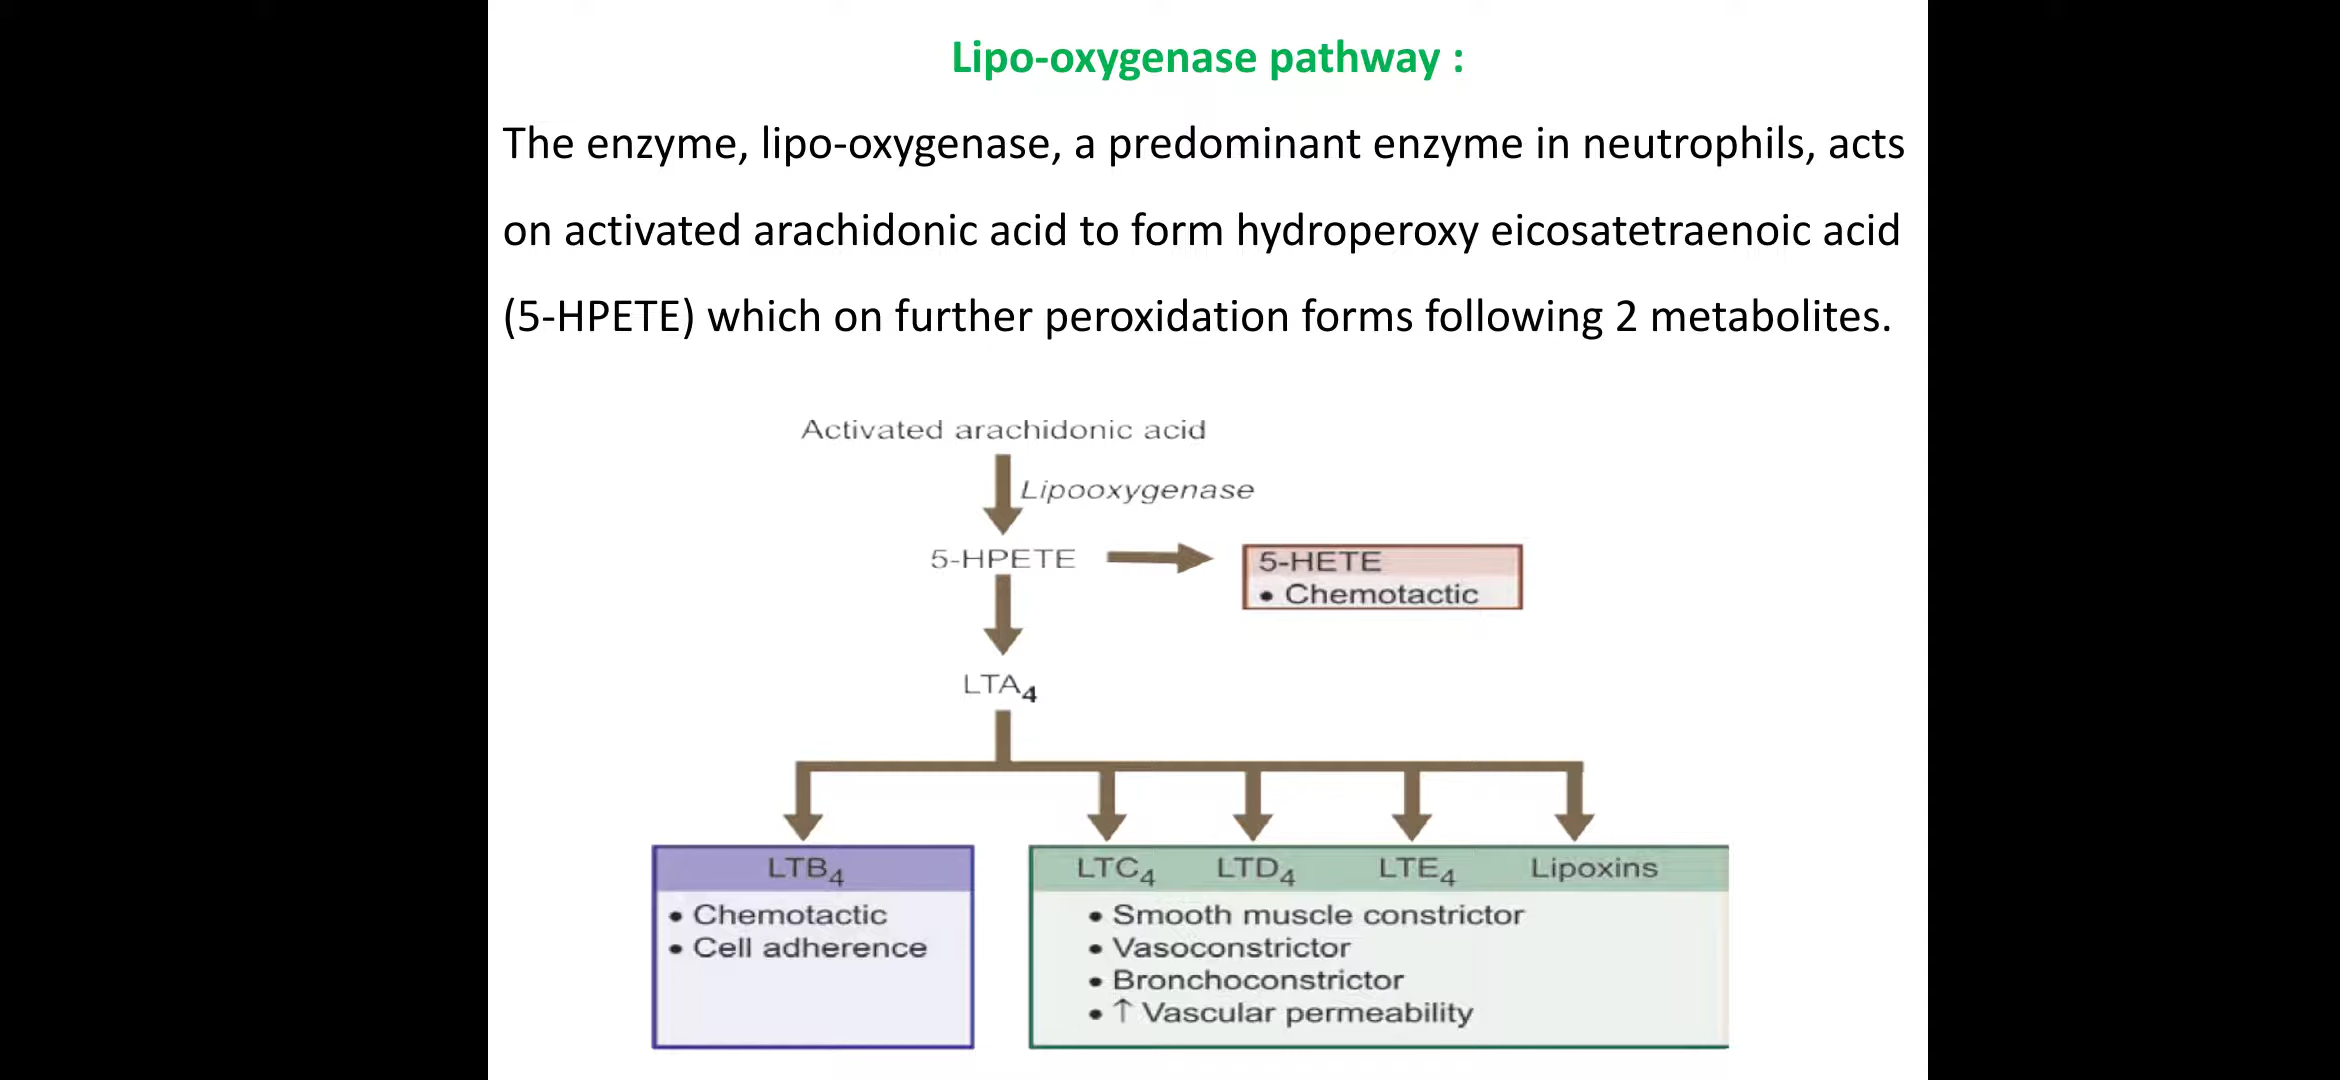 Lipo-oxygenase pathway :
The enzyme, lipo-oxygenase, a predominant enzyme in neutrophils, acts
on activated arachidonic acid to form hydroperoxy eicosatetraenoic acid
(5-HPETE) which on further peroxidation forms following 2 metabolites.
Activated arachidonic acid
Lipooxygenase
5-HPETE
5-HETE
• Chemotactic
LTA4
LTB4
• Chemotactic
• Cell adherence
LTC4 LTD4 LTE4 Lipoxins
• Smooth muscle constrictor
• Vasoconstrictor
• Bronchoconstrictor
• ↑ Vascular permeability